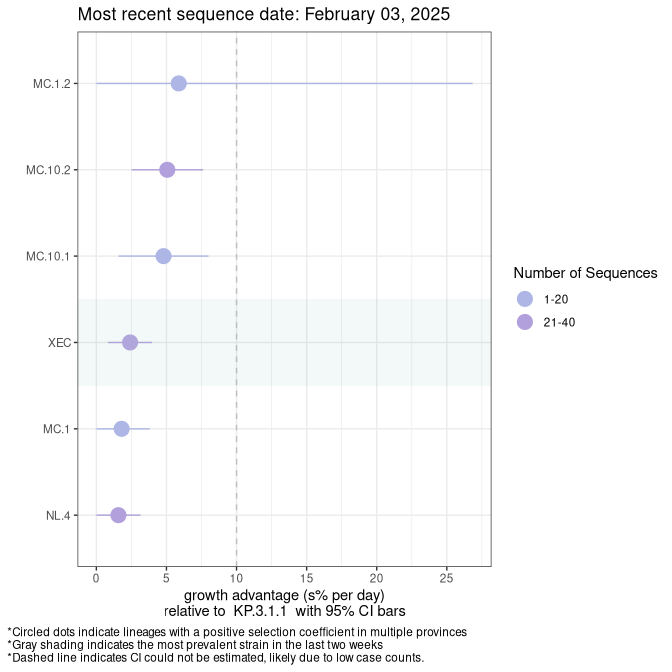 Most recent sequence date: February 03, 2025
MC.1.2
MC.10.2
MC.10.1
XEC
MC.1
NL.4
0 5 10 15 20 25
growth advantage (s% per day)
relative to KP.3.1.1 with 95% CI bars
Number of Sequences
1-20
21-40
*Circled dots indicate lineages with a positive selection coefficient in multiple provinces
*Gray shading indicates the most prevalent strain in the last two weeks
*Dashed line indicates CI could not be estimated, likely due to low case counts.